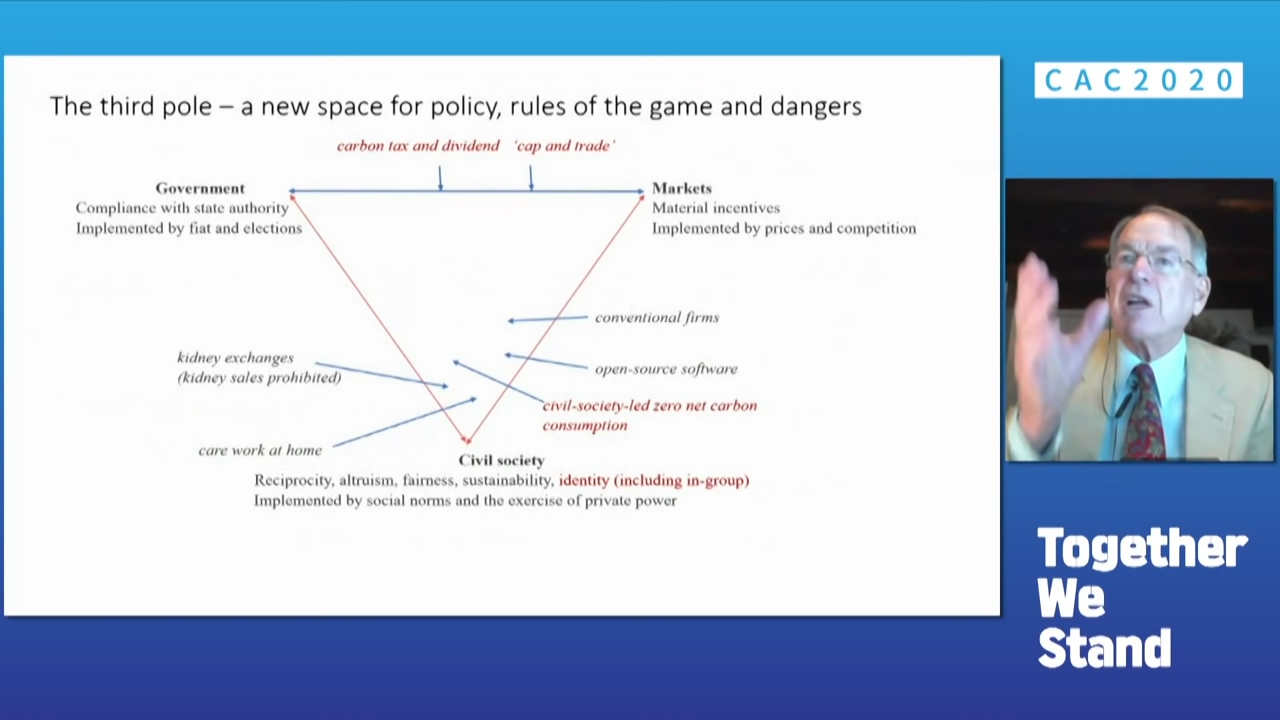 CAC2020
The third pole – a new space for policy, rules of the game and dangers
carbon tax and dividend 'cap and trade'
Government
Compliance with state authority
Implemented by fiat and elections
Markets
Material incentives
Implemented by prices and competition
conventional firms
kidney exchanges
(kidney sales prohibited)
open-source software
civil-society-led zero net carbon
consumption
care work at home
Civil society
Reciprocity, altruism, fairness, sustainability, identity (including in-group)
Implemented by social norms and the exercise of private power
Together
We
Stand